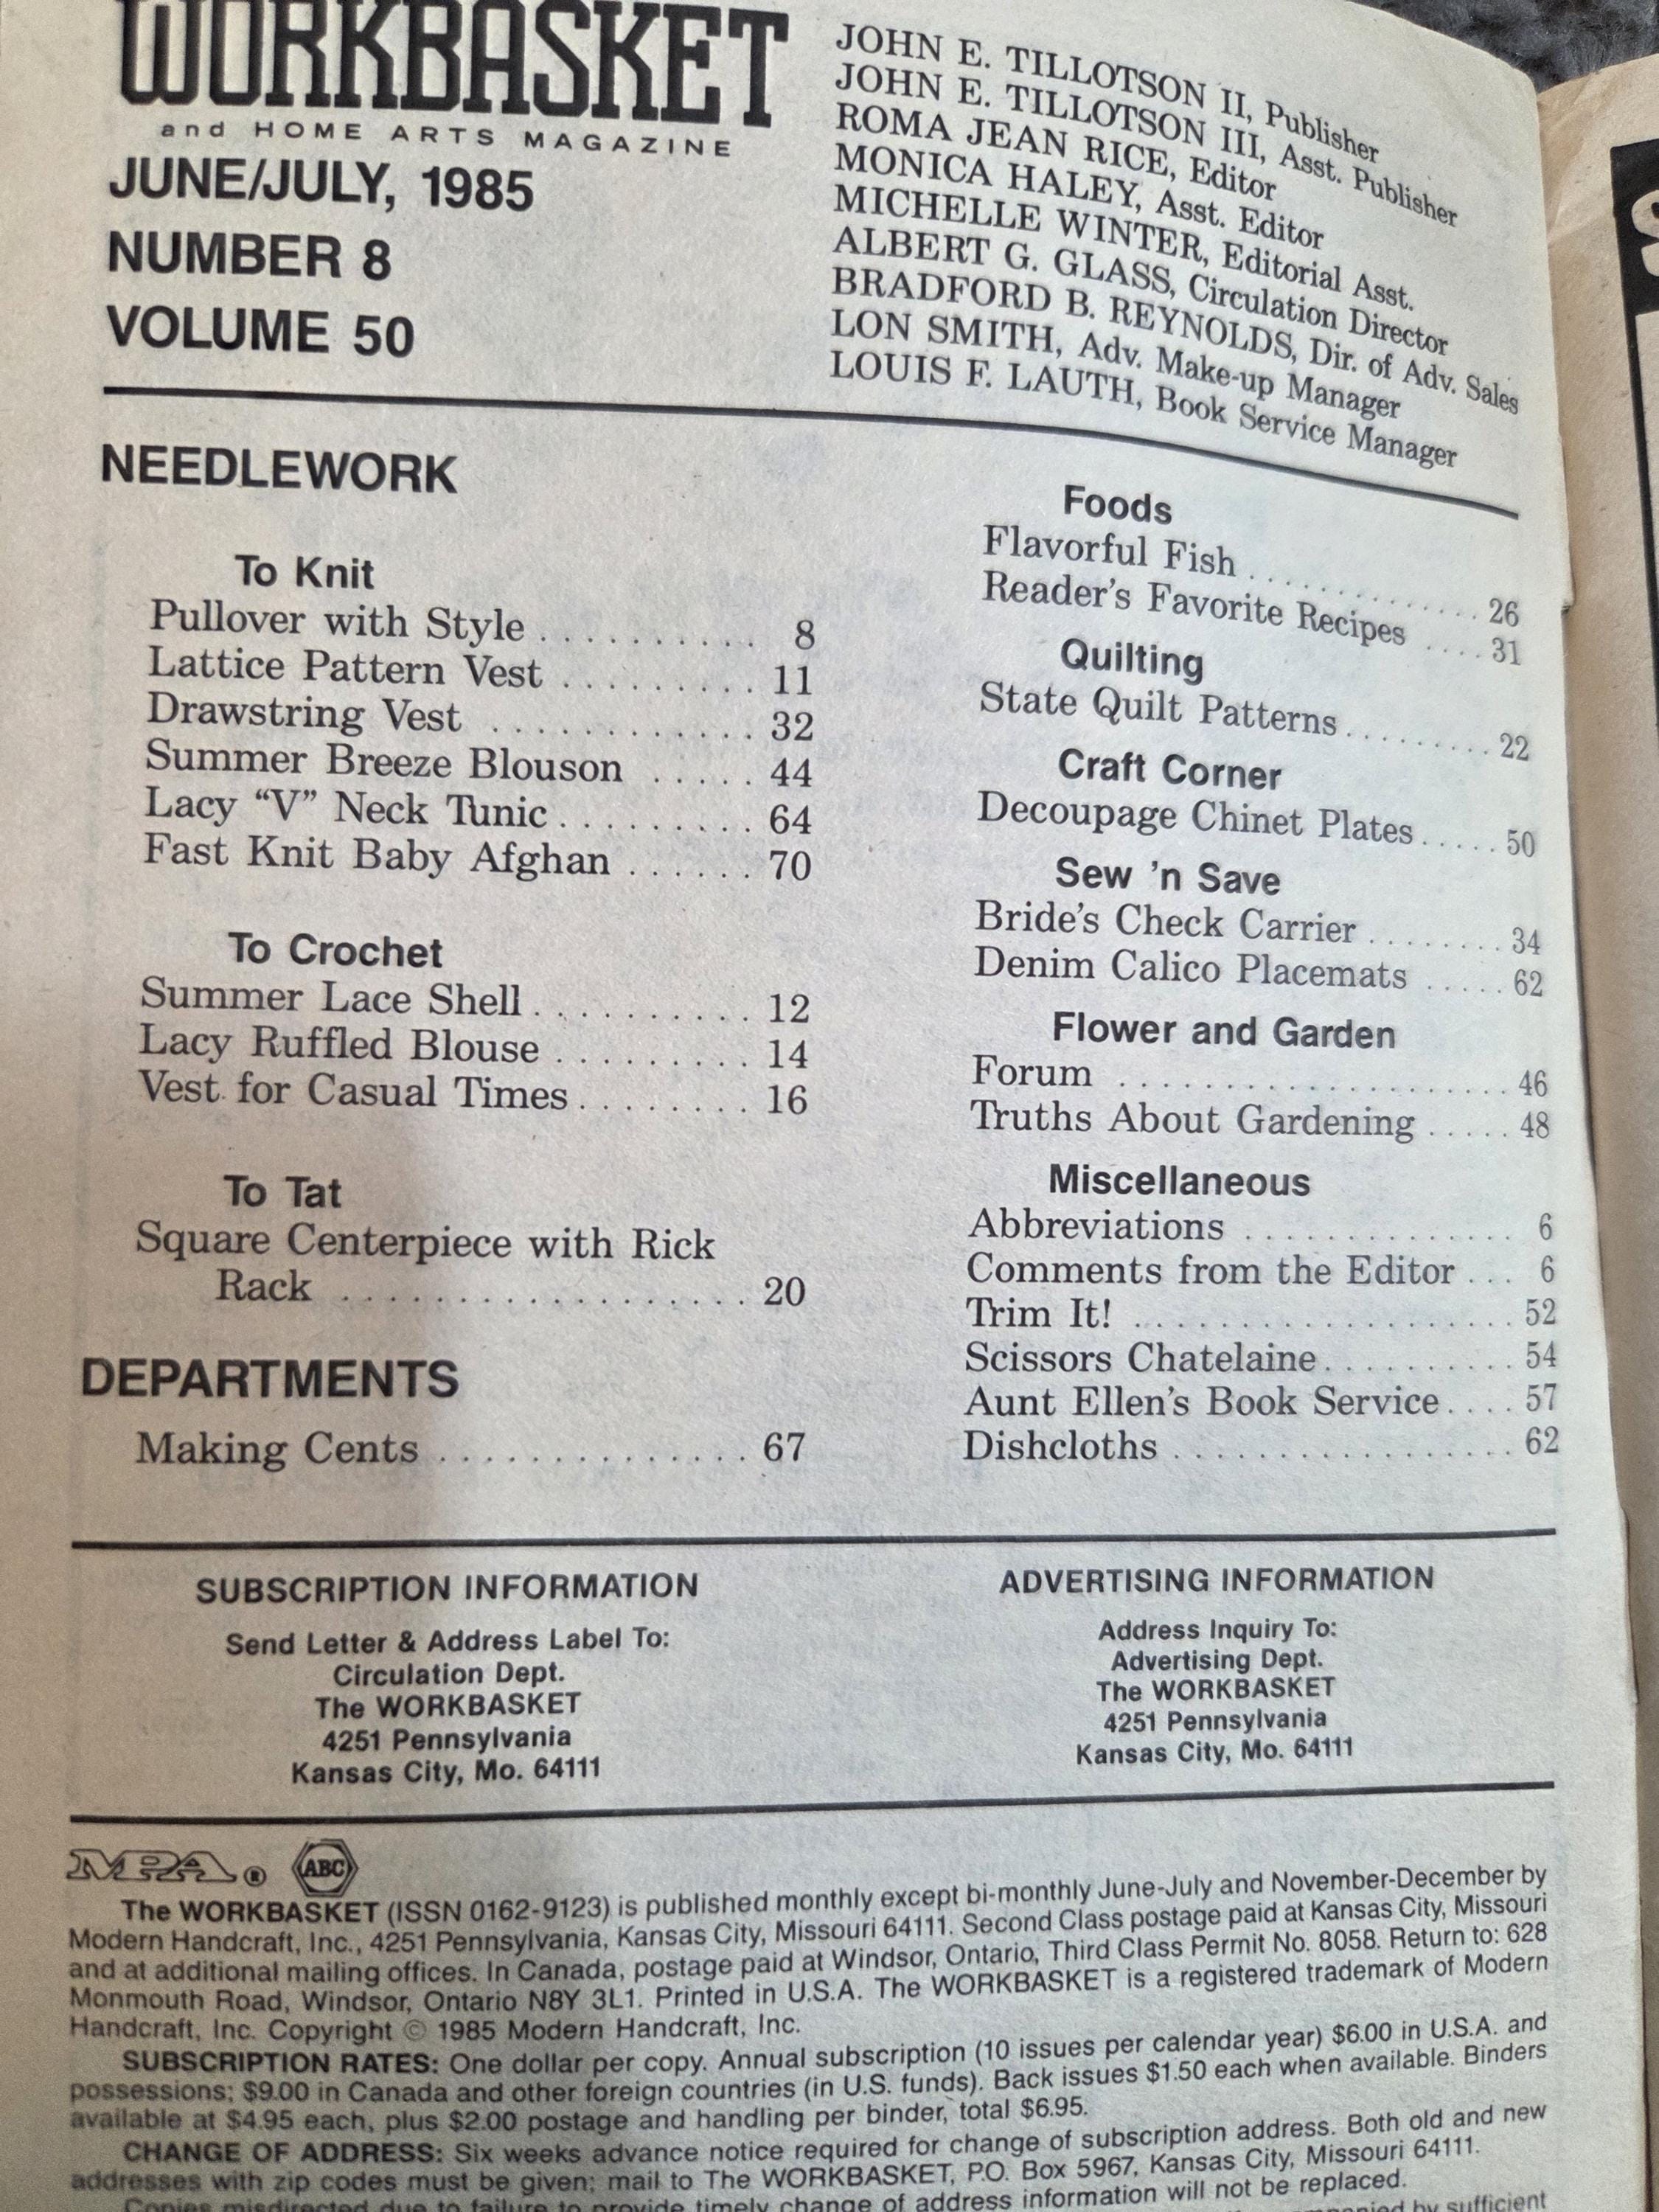 WORKBASKET
and HOME ARTS MAGAZINE
JUNE/JULY, 1985
NUMBER 8
VOLUME 50
JOHN E. TILLOTSON II, Publisher
JOHN E. TILLOTSON III, Asst. Publisher
ROMA JEAN RICE, Editor
MONICA HALEY, Asst. Editor
MICHELLE WINTER, Editorial Asst.
ALBERT G. GLASS, Circulation Director
BRADFORD B. REYNOLDS, Dir. of Adv. Sales
LON SMITH, Adv. Make-up Manager
LOUIS F. LAUTH, Book Service Manager
NEEDLEWORK
To Knit
Pullover with Style .......... 8
Lattice Pattern Vest ......... 11
Drawstring Vest ............ 32
Summer Breeze Blouson ..... 44
Lacy “V” Neck Tunic ......... 64
Fast Knit Baby Afghan ...... 70
To Crochet
Summer Lace Shell .......... 12
Lacy Ruffled Blouse ......... 14
Vest for Casual Times ........ 16
To Tat
Square Centerpiece with Rick
Rack .................. 20
DEPARTMENTS
Making Cents .............. 67
Foods
Flavorful Fish ............ 26
Reader's Favorite Recipes .... 31
Quilting
State Quilt Patterns ......... 22
Craft Corner
Decoupage Chinet Plates ..... 50
Sew 'n Save
Bride's Check Carrier ........ 34
Denim Calico Placemats ..... 62
Flower and Garden
Forum .................. 46
Truths About Gardening ..... 48
Miscellaneous
Abbreviations .............. 6
Comments from the Editor ... 6
Trim It! ................... 52
Scissors Chatelaine .......... 54
Aunt Ellen's Book Service .... 57
Dishcloths ................. 62
SUBSCRIPTION INFORMATION
Send Letter & Address Label To:
Circulation Dept.
The WORKBASKET
4251 Pennsylvania
Kansas City, Mo. 64111
ADVERTISING INFORMATION
Address Inquiry To:
Advertising Dept.
The WORKBASKET
4251 Pennsylvania
Kansas City, Mo. 64111
MPA ® ABC
The WORKBASKET (ISSN 0162-9123) is published monthly except bi-monthly June-July and November-December by
Modern Handcraft, Inc., 4251 Pennsylvania, Kansas City, Missouri 64111. Second Class postage paid at Kansas City, Missouri
and at additional mailing offices. In Canada, postage paid at Windsor, Ontario, Third Class Permit No. 8058. Return to: 628
Monmouth Road, Windsor, Ontario N8Y 3L1. Printed in U.S.A. The WORKBASKET is a registered trademark of Modern
Handcraft, Inc. Copyright © 1985 Modern Handcraft, Inc.
SUBSCRIPTION RATES: One dollar per copy. Annual subscription (10 issues per calendar year) $6.00 in U.S.A. and
possessions; $9.00 in Canada and other foreign countries (in U.S. funds). Back issues $1.50 each when available. Binders
available at $4.95 each, plus $2.00 postage and handling per binder, total $6.95.
CHANGE OF ADDRESS: Six weeks advance notice required for change of subscription address. Both old and new
addresses with zip codes must be given; mail to The WORKBASKET, P.O. Box 5967, Kansas City, Missouri 64111.
Copies misdirected due to failure to provide timely change of address information will not be replaced.
by sufficient